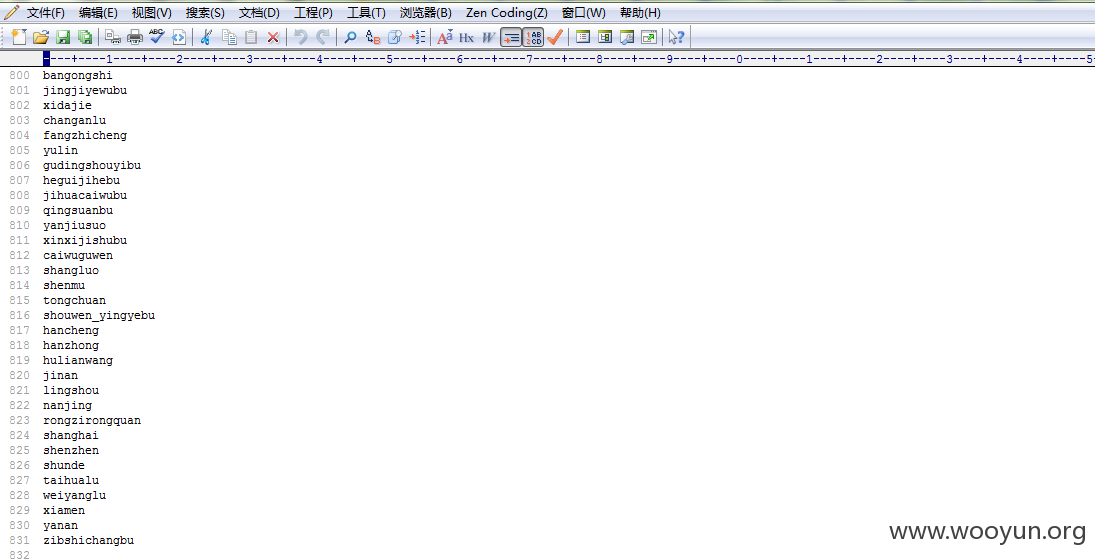 文件(F) 编辑(E) 视图(V) 搜索(S) 文档(D) 工程(P) 工具(T) 浏览器(B) Zen Coding(Z) 窗口(W) 帮助(H)
----+----1----+----2----+----3----+----4----+----5----+----6----+----7----+----8----+----9----+----0----+----1----+----2----+----3----+----4----+----5
800 bangongshi
801 jingjiyewubu
802 xidajie
803 changanlu
804 fangzhicheng
805 yulin
806 gudingshouyibu
807 heguijihebu
808 jihuacaiwubu
809 qingsuanbu
810 yanjiusuo
811 xinxijishubu
812 caiwuguwen
813 shangluo
814 shenmu
815 tongchuan
816 shouwen_yingyebu
817 hancheng
818 hanzhong
819 hulianwang
820 jinan
821 lingshou
822 nanjing
823 rongzirongquan
824 shanghai
825 shenzhen
826 shunde
827 taihualu
828 weiyanglu
829 xiamen
830 yanan
831 zibshichangbu
832
www.wooyun.org